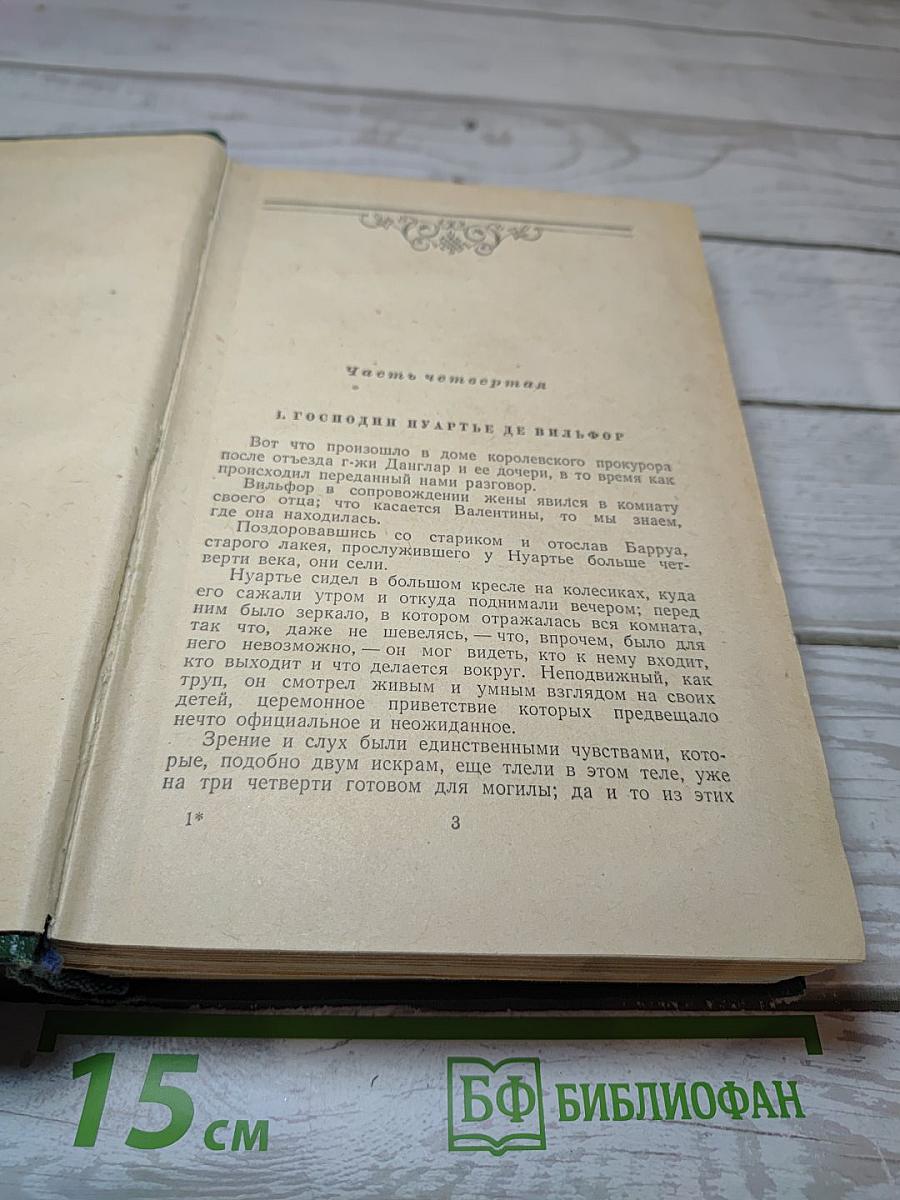 Часть четвертая
I. ГОСПОДИН НУАРТЬЕ ДЕ ВИЛЬФОР
Вот что произошло в доме королевского прокурора
после отъезда г-жи Данглар и ее дочери, в то время как
происходил переданный нами разговор.
Вильфор в сопровождении жены явился в комнату
своего отца; что касается Валентины, то мы знаем,
где она находилась.
Поздоровавшись со стариком и отослав Барруа,
старого лакея, прослужившего у Нуартье больше чет-
верти века, они сели.
Нуартье сидел в большом кресле на колесиках, куда
его сажали утром и откуда поднимали вечером; перед
ним было зеркало, в котором отражалась вся комната,
так что, даже не шевелясь, — что, впрочем, было для
него невозможно, — он мог видеть, кто к нему входит,
кто выходит и что делается вокруг. Неподвижный, как
труп, он смотрел живым и умным взглядом на своих
детей, церемонное приветствие которых предвещало
нечто официальное и неожиданное.
Зрение и слух были единственными чувствами, кото-
рые, подобно двум искрам, еще тлели в этом теле, уже
на три четверти готовом для могилы; да и то из этих
1*
3
15 см
БФ БИБЛИОФАН